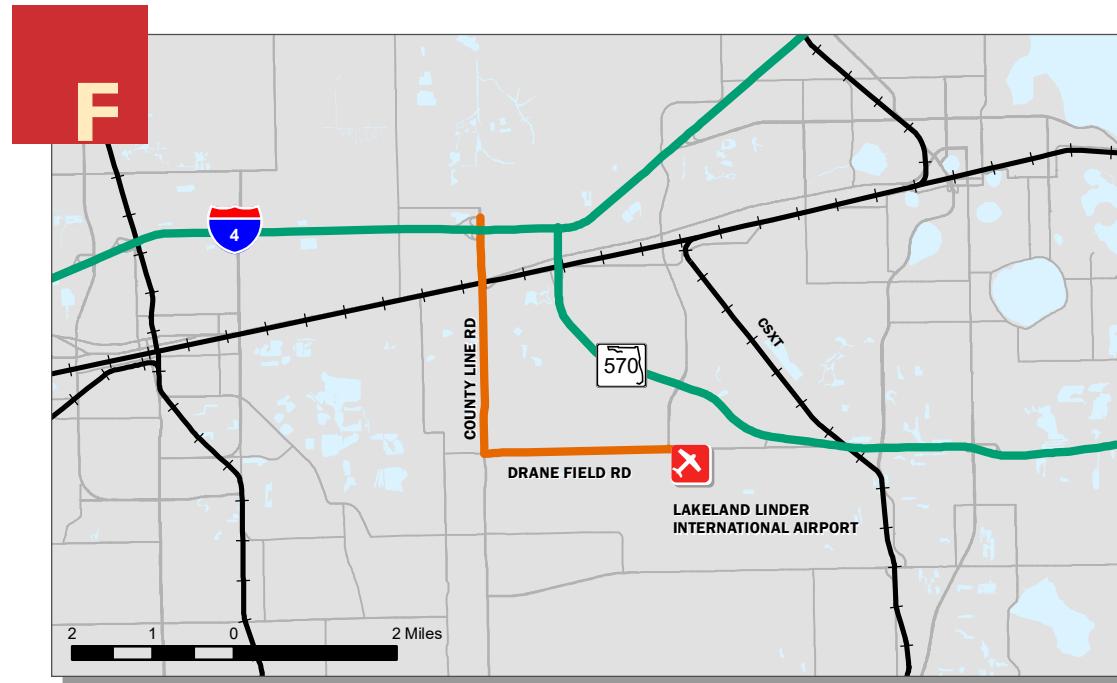 F
4
COUNTY LINE RD
570
CSXT
DRANE FIELD RD
LAKELAND LINDER
INTERNATIONAL AIRPORT
2 1 0 2 Miles